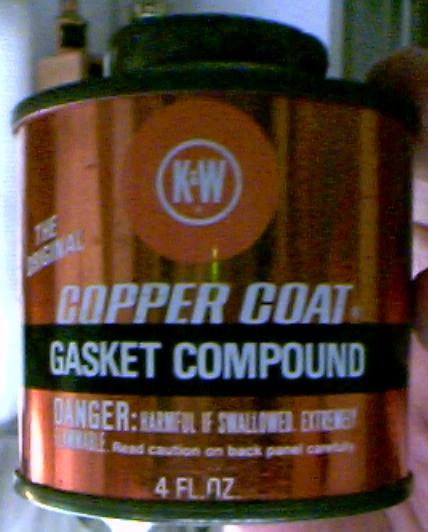 K&W
THE
ORIGINAL
COPPER COAT®
GASKET COMPOUND
DANGER: HARMFUL IF SWALLOWED. EXTREMELY
FLAMMABLE. Read caution on back panel carefully
4 FL. OZ.